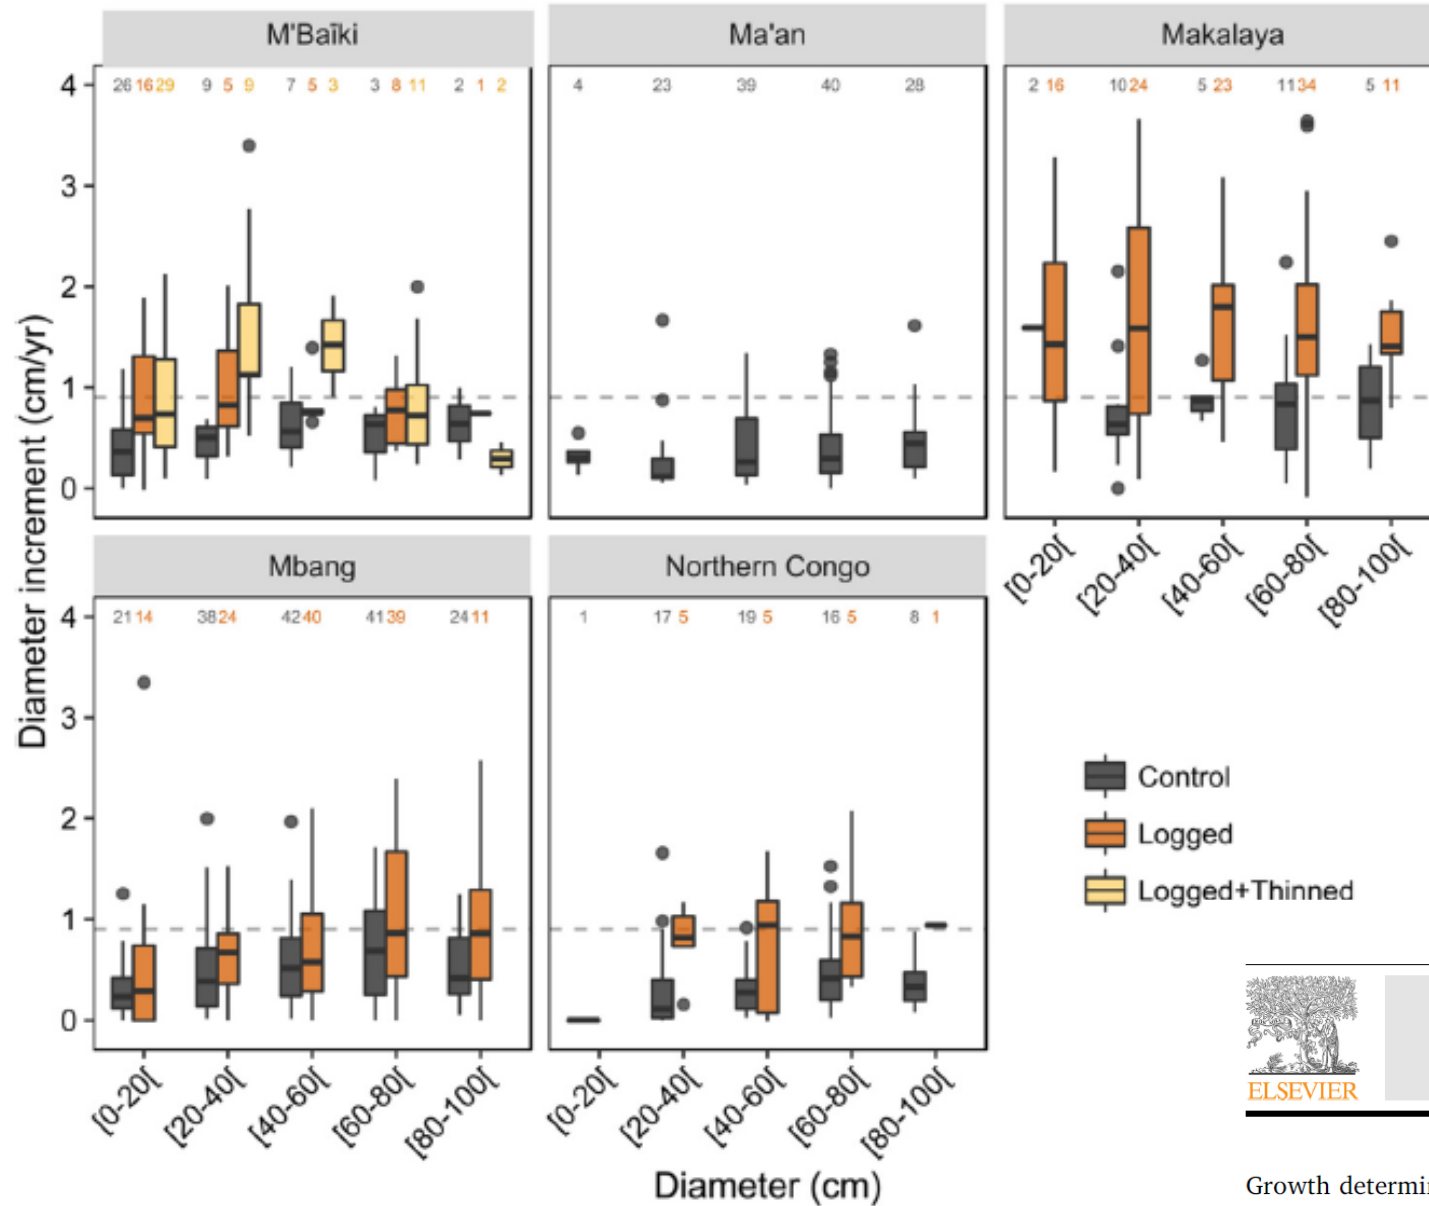 M'Baïki
Ma'an
Makalaya
26 16 29 9 5 9 7 5 3 3 8 11 2 1 2
4 23 39 40 28
2 16 10 24 5 23 11 34 5 11
4
3
2
1
0
Diameter increment (cm/yr)
[0-20[ [20-40[ [40-60[ [60-80[ [80-100[
Mbang
Northern Congo
21 14 38 24 42 40 41 39 24 11
1 17 5 19 5 16 5 8 1
4
3
2
1
0
[0-20[ [20-40[ [40-60[ [60-80[ [80-100[
[0-20[ [20-40[ [40-60[ [60-80[ [80-100[
Diameter (cm)
Control
Logged
Logged+Thinned
ELSEVIER
Growth determin